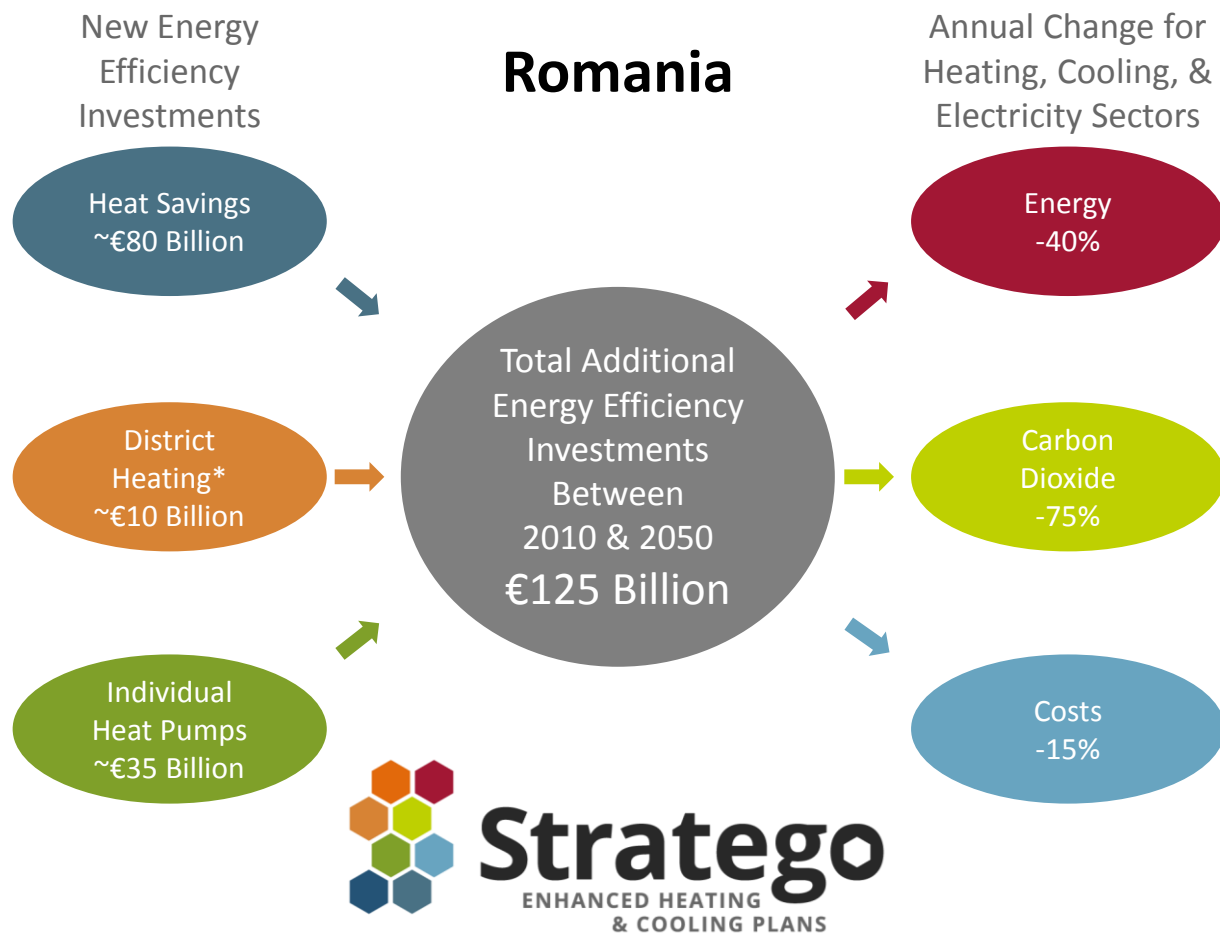 New Energy
Efficiency
Investments
Romania
Annual Change for
Heating, Cooling, &
Electricity Sectors
Heat Savings
~€80 Billion
Energy
-40%
Total Additional
Energy Efficiency
Investments
Between
2010 & 2050
€125 Billion
District
Heating*
~€10 Billion
Carbon
Dioxide
-75%
Individual
Heat Pumps
~€35 Billion
Costs
-15%
Stratego
ENHANCED HEATING
& COOLING PLANS